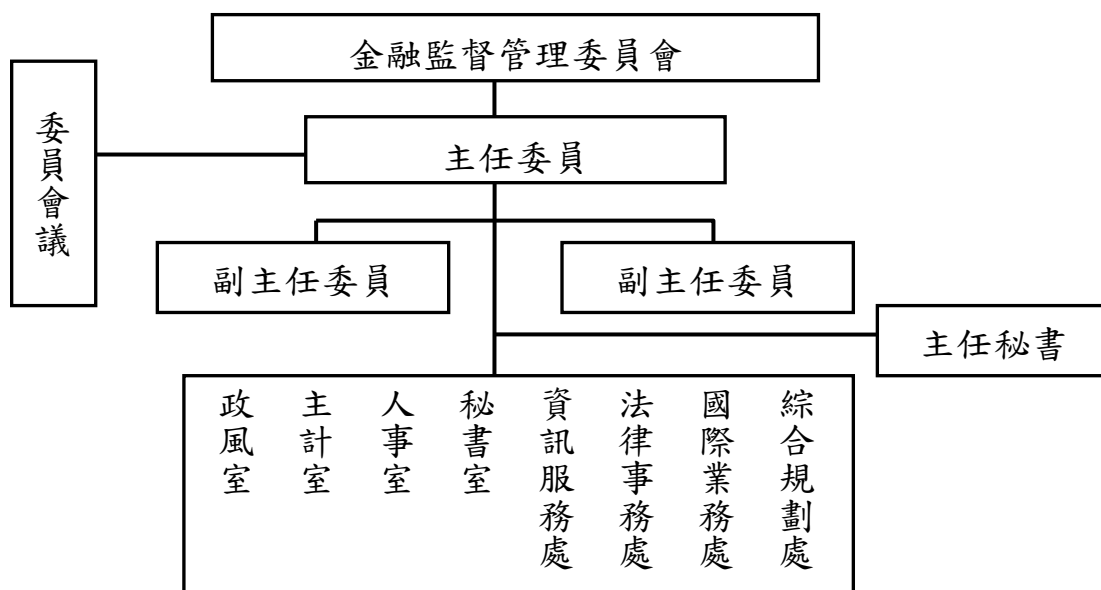 金融監督管理委員會
委員會議
主任委員
副主任委員
副主任委員
主任秘書
綜合規劃處
國際業務處
法律事務處
資訊服務處
秘書室
人事室
主計室
政風室